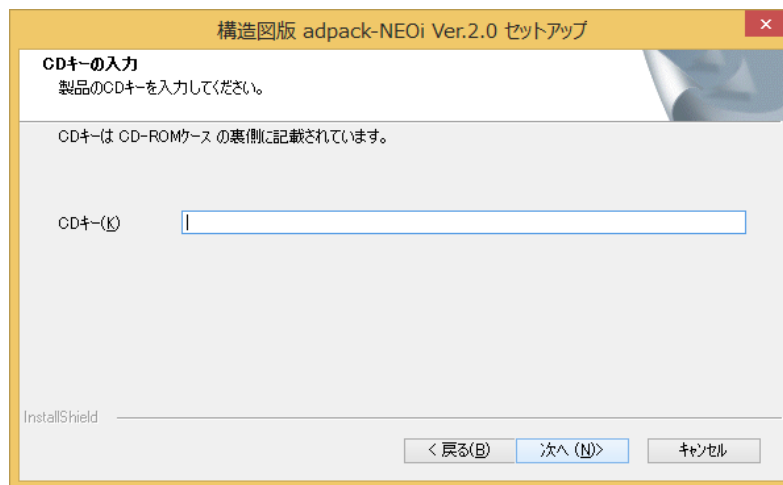 構造図版 adpack-NEOi Ver.2.0 セットアップ
CDキーの入力
製品のCDキーを入力してください。
CDキーは CD-ROMケース の裏側に記載されています。
CDキー(K)
InstallShield
< 戻る(B)
次へ (N)>
キャンセル